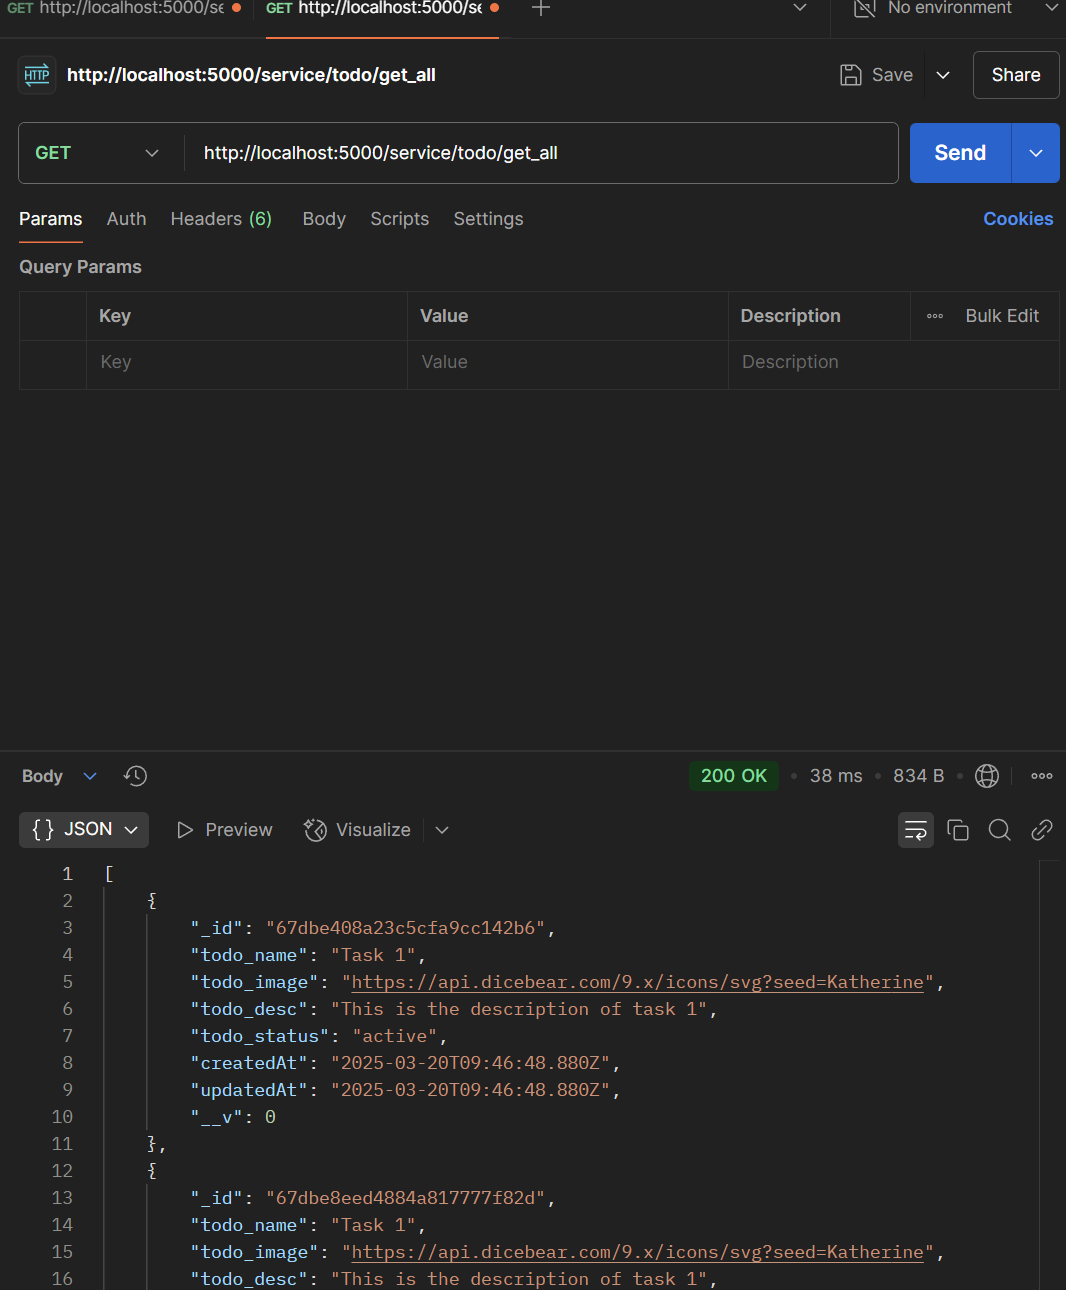 GET http://localhost:5000/se GET http://localhost:5000/se No environment
HTTP http://localhost:5000/service/todo/get_all Save Share
GET http://localhost:5000/service/todo/get_all Send
Params Auth Headers (6) Body Scripts Settings Cookies
Query Params
Key Value Description Bulk Edit
Key Value Description
Body 200 OK 38 ms 834 B
{} JSON Preview Visualize
1 [
2 {
3 "_id": "67dbe408a23c5cfa9cc142b6",
4 "todo_name": "Task 1",
5 "todo_image": "https://api.dicebear.com/9.x/icons/svg?seed=Katherine",
6 "todo_desc": "This is the description of task 1",
7 "todo_status": "active",
8 "createdAt": "2025-03-20T09:46:48.880Z",
9 "updatedAt": "2025-03-20T09:46:48.880Z",
10 "__v": 0
11 },
12 {
13 "_id": "67dbe8eed4884a817777f82d",
14 "todo_name": "Task 1",
15 "todo_image": "https://api.dicebear.com/9.x/icons/svg?seed=Katherine",
16 "todo_desc": "This is the description of task 1",